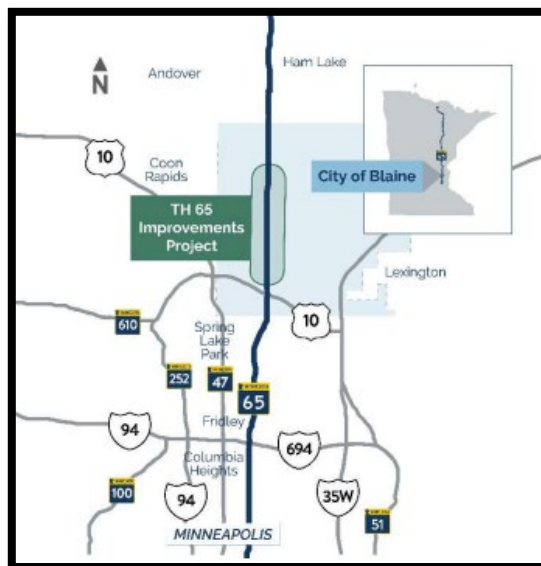 Ham Lake
Andover
N
10
Coon
Rapids
City of Blaine
TH 65
Improvements
Project
Lexington
10
610
Spring
Lake
Park
252
47
65
94
Fridley
694
Columbia
Heights
100
94
35W
51
MINNEAPOLIS